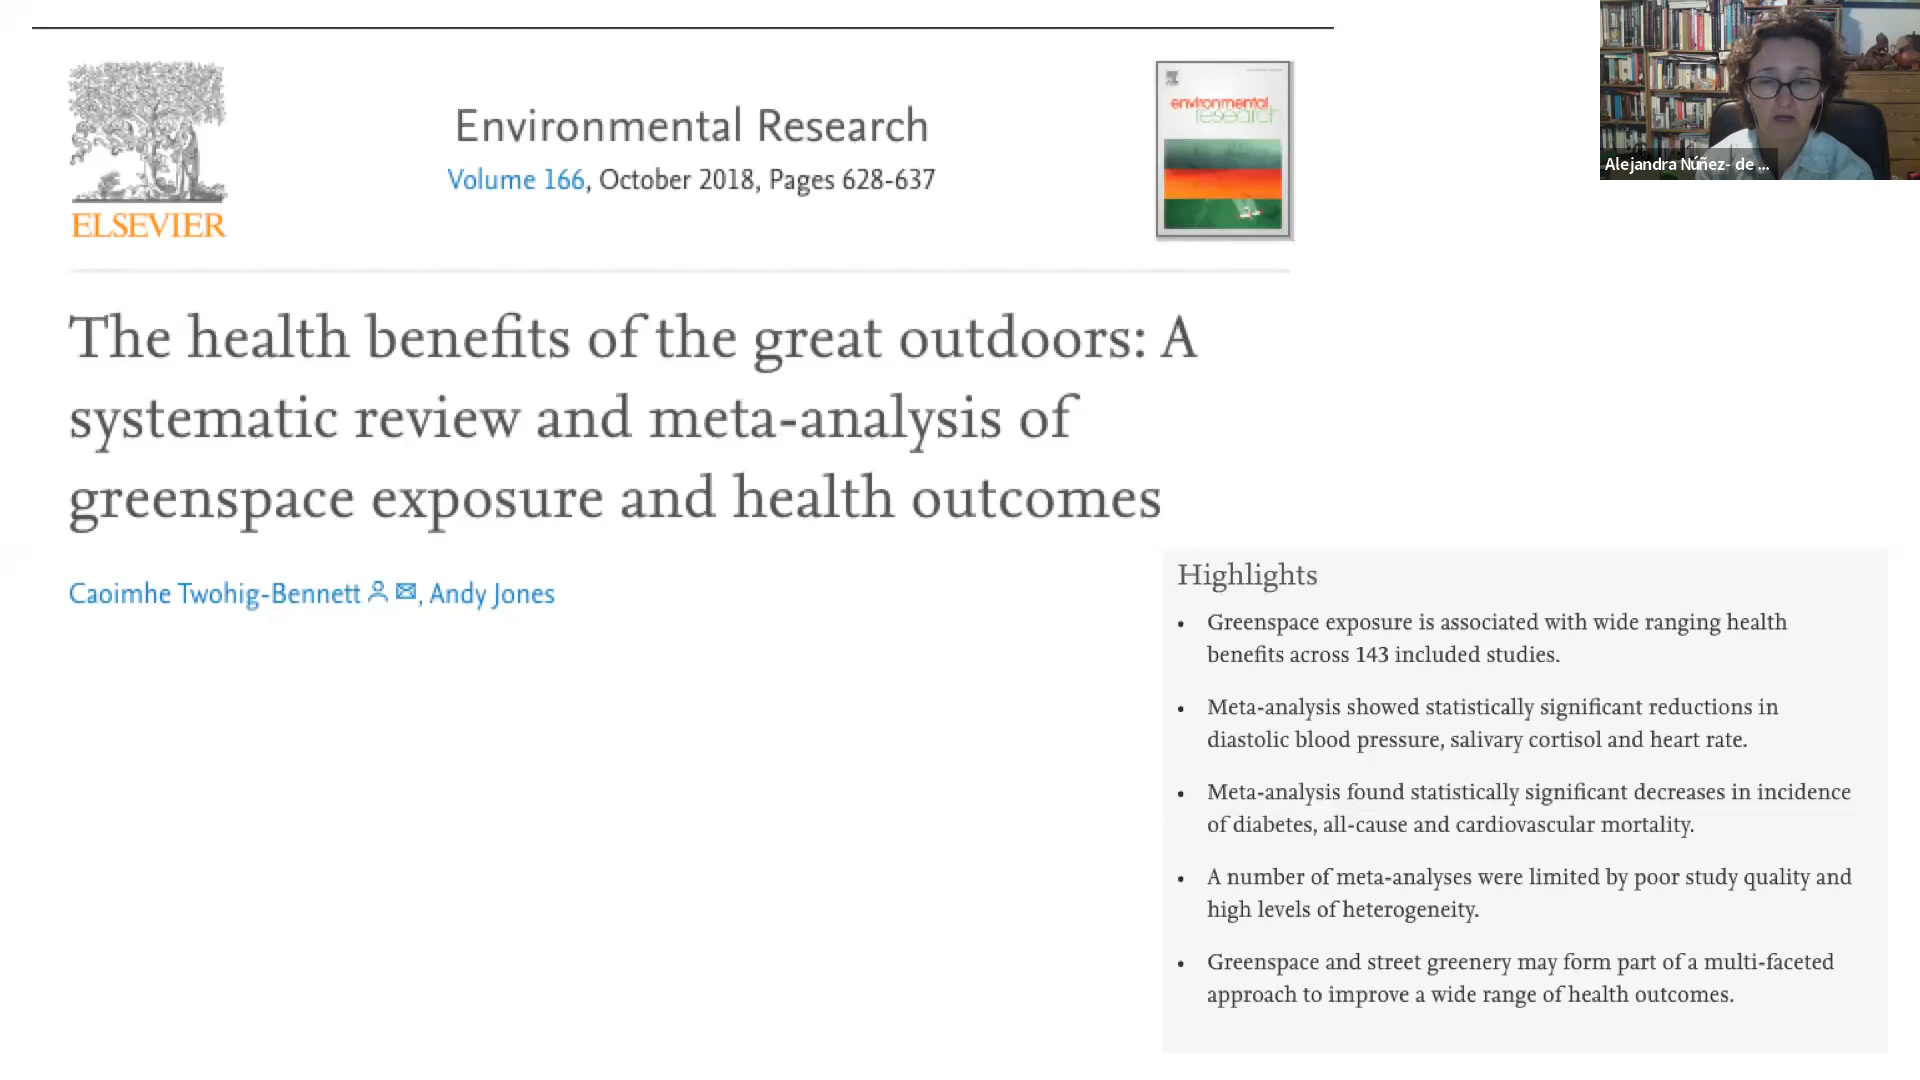 Environmental Research
Volume 166, October 2018, Pages 628-637
ELSEVIER
environmental
research
Alejandra Núñez- de ...
The health benefits of the great outdoors: A
systematic review and meta-analysis of
greenspace exposure and health outcomes
Caoimhe Twohig-Bennett, Andy Jones
Highlights
• Greenspace exposure is associated with wide ranging health
benefits across 143 included studies.
• Meta-analysis showed statistically significant reductions in
diastolic blood pressure, salivary cortisol and heart rate.
• Meta-analysis found statistically significant decreases in incidence
of diabetes, all-cause and cardiovascular mortality.
• A number of meta-analyses were limited by poor study quality and
high levels of heterogeneity.
• Greenspace and street greenery may form part of a multi-faceted
approach to improve a wide range of health outcomes.